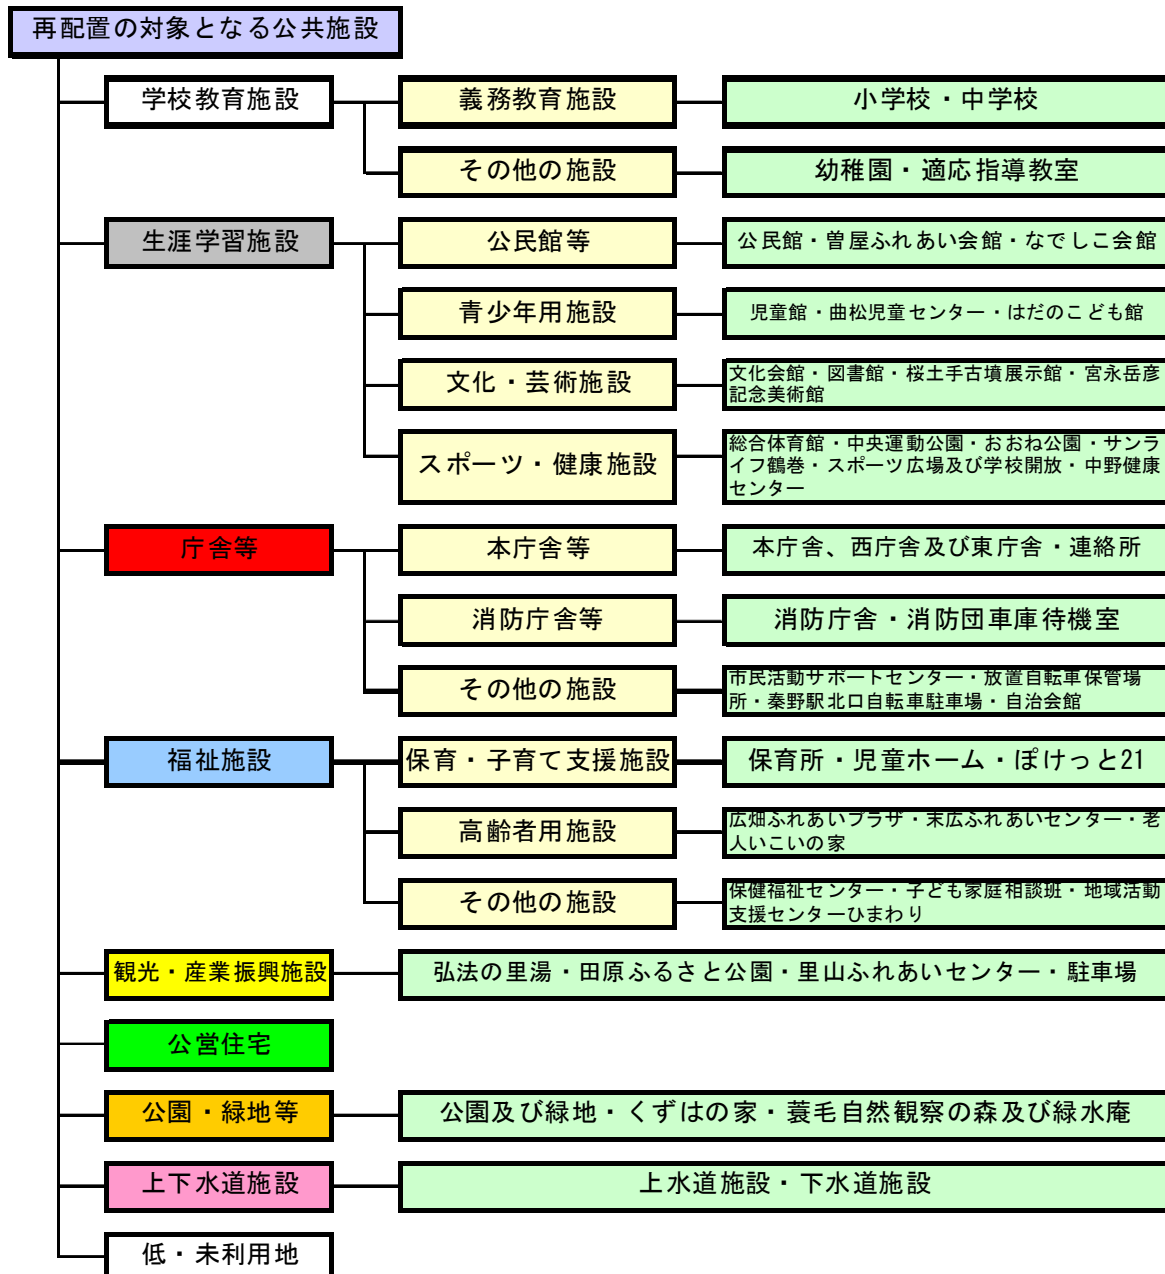 再配置の対象となる公共施設
学校教育施設
義務教育施設
小学校・中学校
その他の施設
幼稚園・適応指導教室
生涯学習施設
公民館等
公民館・曽屋ふれあい会館・なでしこ会館
青少年用施設
児童館・曲松児童センター・はだのこども館
文化・芸術施設
文化会館・図書館・桜土手古墳展示館・宮永岳彦
記念美術館
スポーツ・健康施設
総合体育館・中央運動公園・おおね公園・サンラ
イフ鶴巻・スポーツ広場及び学校開放・中野健康
センター
庁舎等
本庁舎等
本庁舎、西庁舎及び東庁舎・連絡所
消防庁舎等
消防庁舎・消防団車庫待機室
その他の施設
市民活動サポートセンター・放置自転車保管場
所・秦野駅北口自転車駐車場・自治会館
福祉施設
保育・子育て支援施設
保育所・児童ホーム・ぽけっと21
高齢者用施設
広畑ふれあいプラザ・末広ふれあいセンター・老
人いこいの家
その他の施設
保健福祉センター・子ども家庭相談班・地域活動
支援センターひまわり
観光・産業振興施設
弘法の里湯・田原ふるさと公園・里山ふれあいセンター・駐車場
公営住宅
公園・緑地等
公園及び緑地・くずはの家・蓑毛自然観察の森及び緑水庵
上下水道施設
上水道施設・下水道施設
低・未利用地